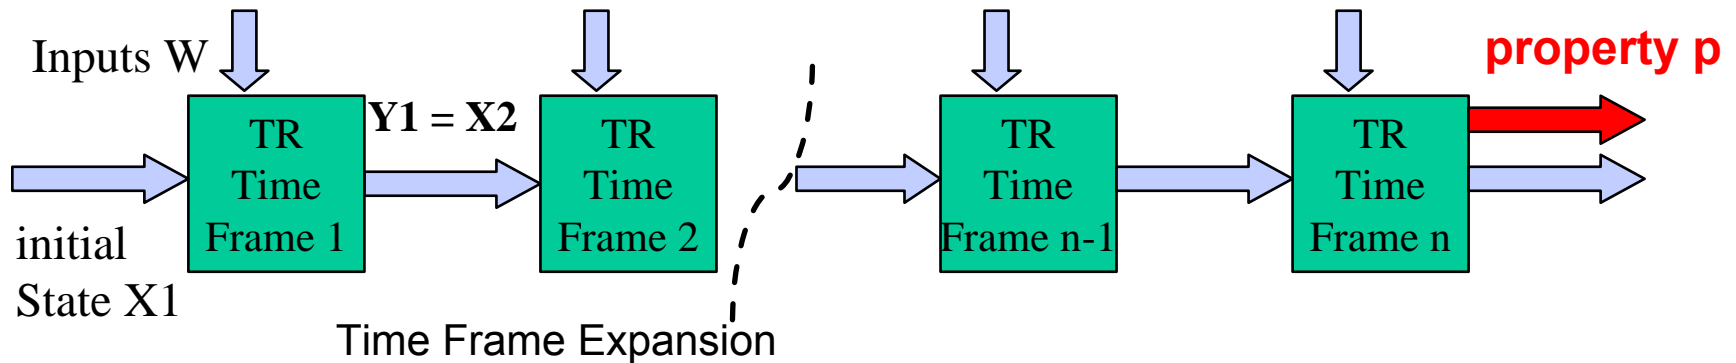 Inputs W
property p
TR
Time
Frame 1
Y1 = X2
TR
Time
Frame 2
TR
Time
Frame n-1
TR
Time
Frame n
initial
State X1
Time Frame Expansion